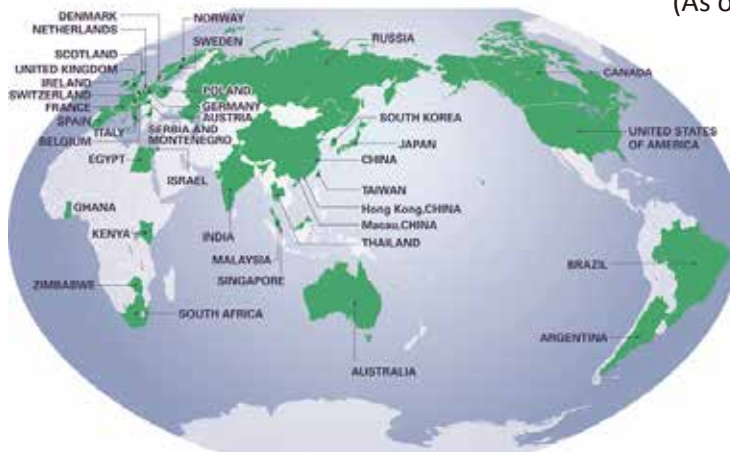 (As o
DENMARK
NETHERLANDS
NORWAY
SWEDEN
SCOTLAND
UNITED KINGDOM
IRELAND
SWITZERLAND
FRANCE
SPAIN
ITALY
BELGIUM
POLAND
GERMANY
AUSTRIA
SERBIA AND
MONTENEGRO
EGYPT
ISRAEL
GHANA
KENYA
ZIMBABWE
SOUTH AFRICA
RUSSIA
SOUTH KOREA
JAPAN
CHINA
TAIWAN
Hong Kong,CHINA
Macau,CHINA
THAILAND
INDIA
MALAYSIA
SINGAPORE
AUSTRALIA
CANADA
UNITED STATES
OF AMERICA
BRAZIL
ARGENTINA